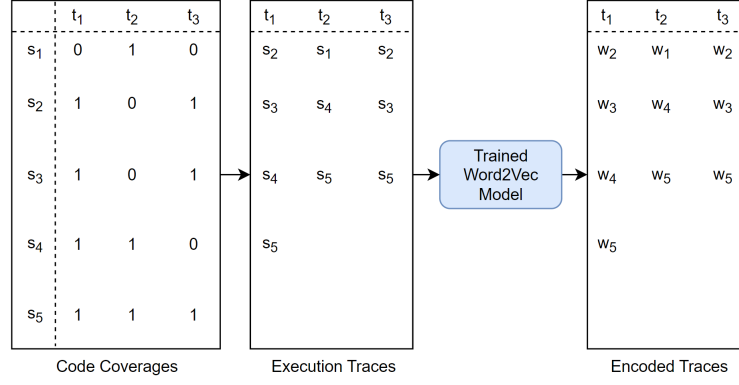 t₁ t₂ t₃ t₁ t₂ t₃ t₁ t₂ t₃
s₁ 0 1 0 s₂ s₁ s₂ w₂ w₁ w₂
s₂ 1 0 1 s₃ s₄ s₃ w₃ w₄ w₃
s₃ 1 0 1 s₄ s₅ s₅ Trained w₄ w₅ w₅
Word2Vec
Model
s₄ 1 1 0 s₅ w₅
s₅ 1 1 1
Code Coverages Execution Traces Encoded Traces